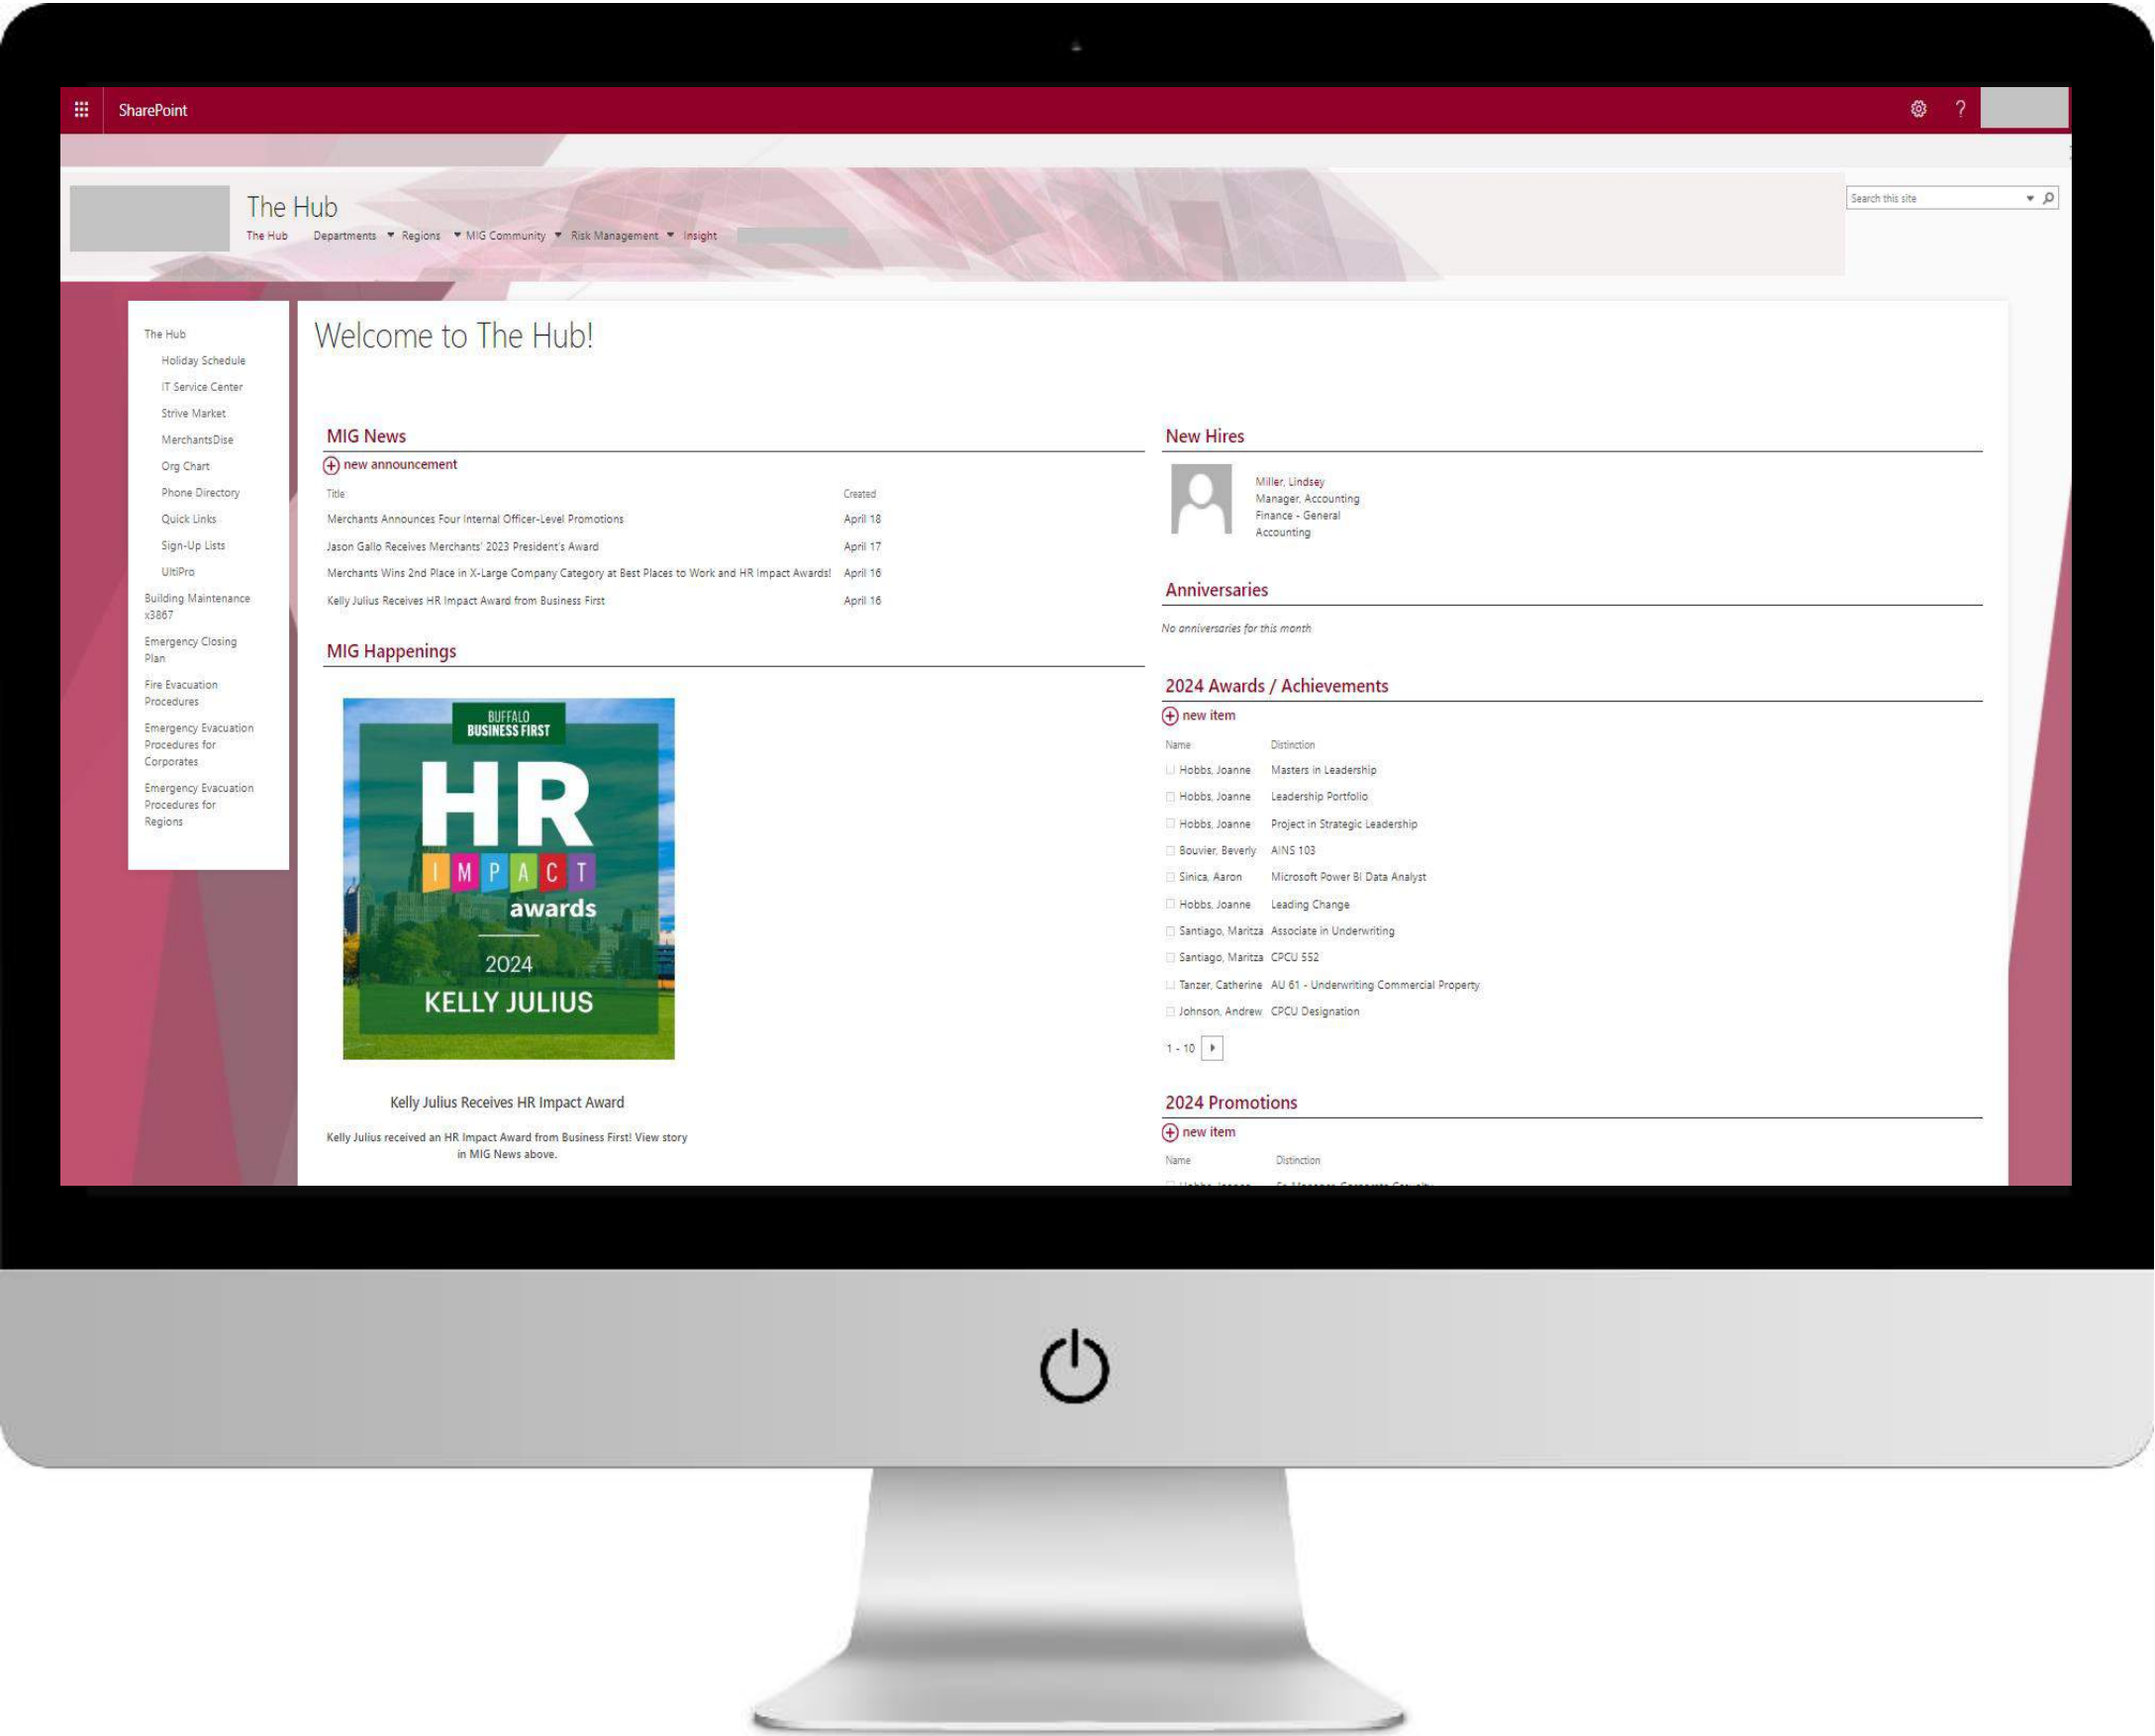 SharePoint
?
The Hub
Search this site
The Hub Departments Regions MIG Community Risk Management Insight
The Hub
Holiday Schedule
IT Service Center
Strive Market
MerchantsDise
Org Chart
Phone Directory
Quick Links
Sign-Up Lists
UltiPro
Building Maintenance
x3867
Emergency Closing
Plan
Fire Evacuation
Procedures
Emergency Evacuation
Procedures for
Corporates
Emergency Evacuation
Procedures for
Regions
Welcome to The Hub!
MIG News
new announcement
Title Created
Merchants Announces Four Internal Officer-Level Promotions April 18
Jason Gallo Receives Merchants' 2023 President's Award April 17
Merchants Wins 2nd Place in X-Large Company Category at Best Places to Work and HR Impact Awards! April 16
Kelly Julius Receives HR Impact Award from Business First April 16
MIG Happenings
BUFFALO
BUSINESS FIRST
HR
IMPACT
awards
2024
KELLY JULIUS
Kelly Julius Receives HR Impact Award
Kelly Julius received an HR Impact Award from Business First! View story
in MIG News above.
New Hires
Miller, Lindsey
Manager, Accounting
Finance - General
Accounting
Anniversaries
No anniversaries for this month
2024 Awards / Achievements
new item
Name Distinction
Hobbs, Joanne Masters in Leadership
Hobbs, Joanne Leadership Portfolio
Hobbs, Joanne Project in Strategic Leadership
Bouvier, Beverly AINS 103
Sinica, Aaron Microsoft Power BI Data Analyst
Hobbs, Joanne Leading Change
Santiago, Maritza Associate in Underwriting
Santiago, Maritza CPCU 552
Tanzer, Catherine AU 61 - Underwriting Commercial Property
Johnson, Andrew CPCU Designation
1 - 10
2024 Promotions
new item
Name Distinction